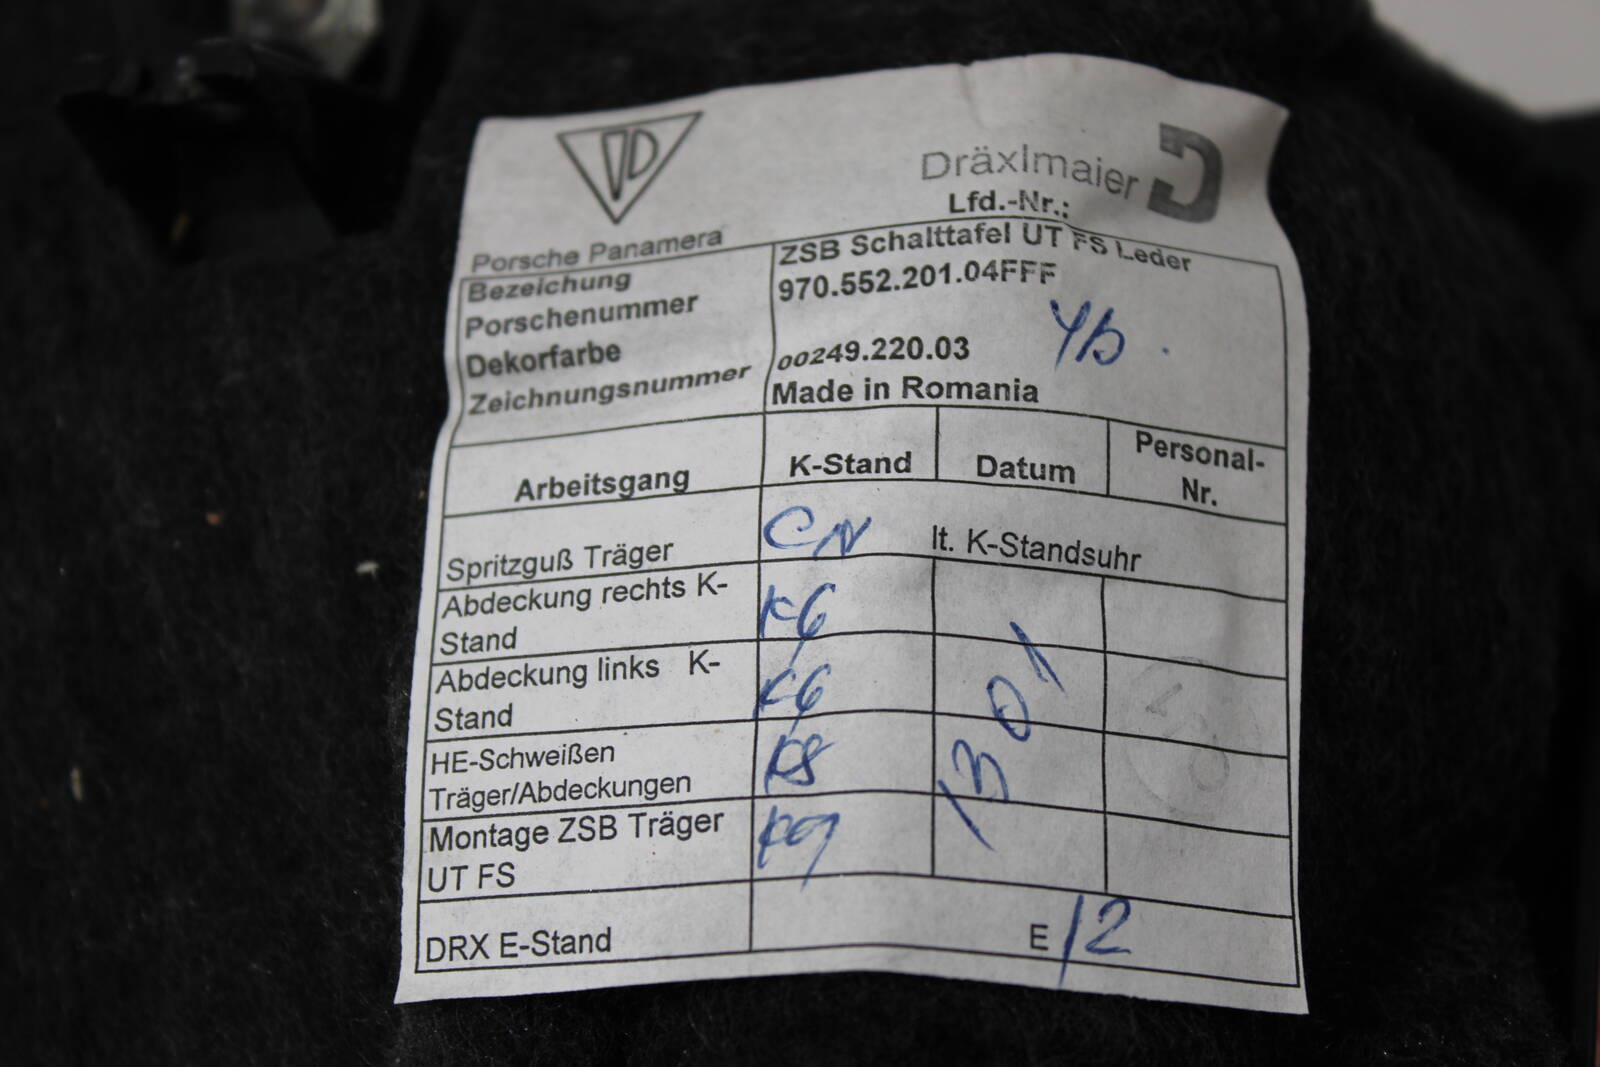 Dräxlmaier
Lfd.-Nr.:
Porsche Panamera
Bezeichung ZSB Schalttafel UT FS Leder
Porschenummer 970.552.201.04FFF
Dekorfarbe
Zeichnungsnummer 00249.220.03
Made in Romania
Arbeitsgang K-Stand Datum Personal-
Nr.
Spritzguß Träger CN lt. K-Standsuhr
Abdeckung rechts K-
Stand K6
Abdeckung links K-
Stand K6
HE-Schweißen
Träger/Abdeckungen K8
Montage ZSB Träger
UT FS
1301
DRX E-Stand E 12